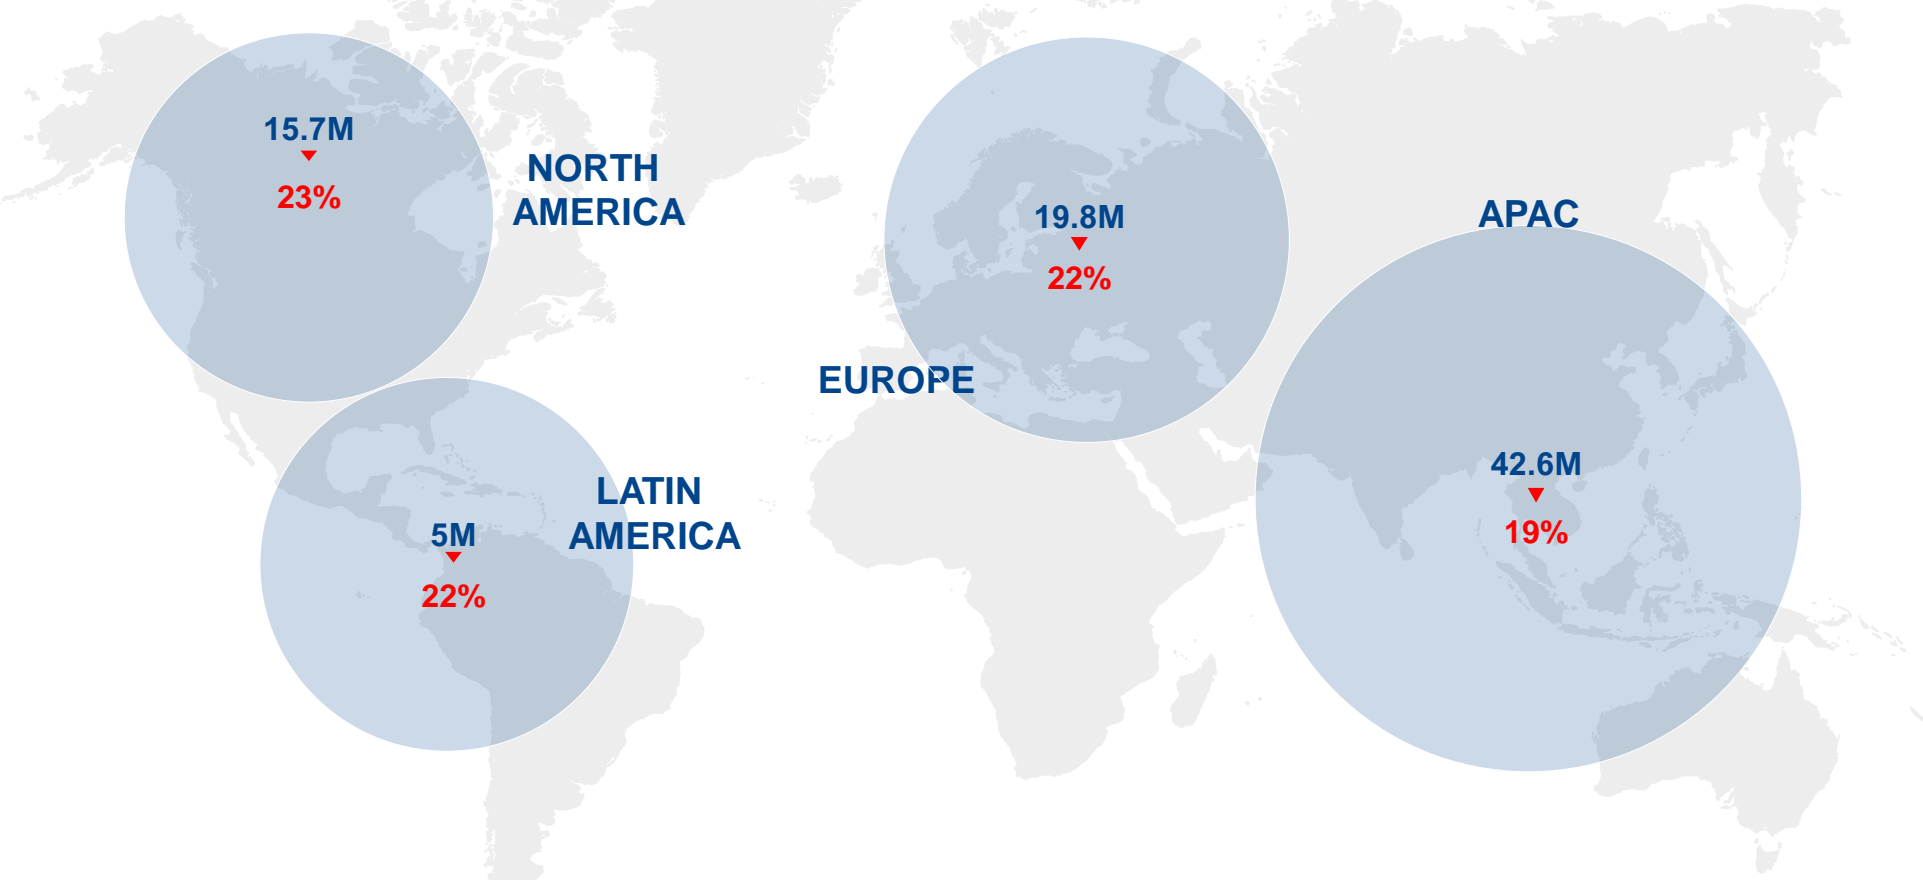 15.7M
23%
NORTH
AMERICA
19.8M
22%
EUROPE
APAC
42.6M
19%
LATIN
AMERICA
5M
22%